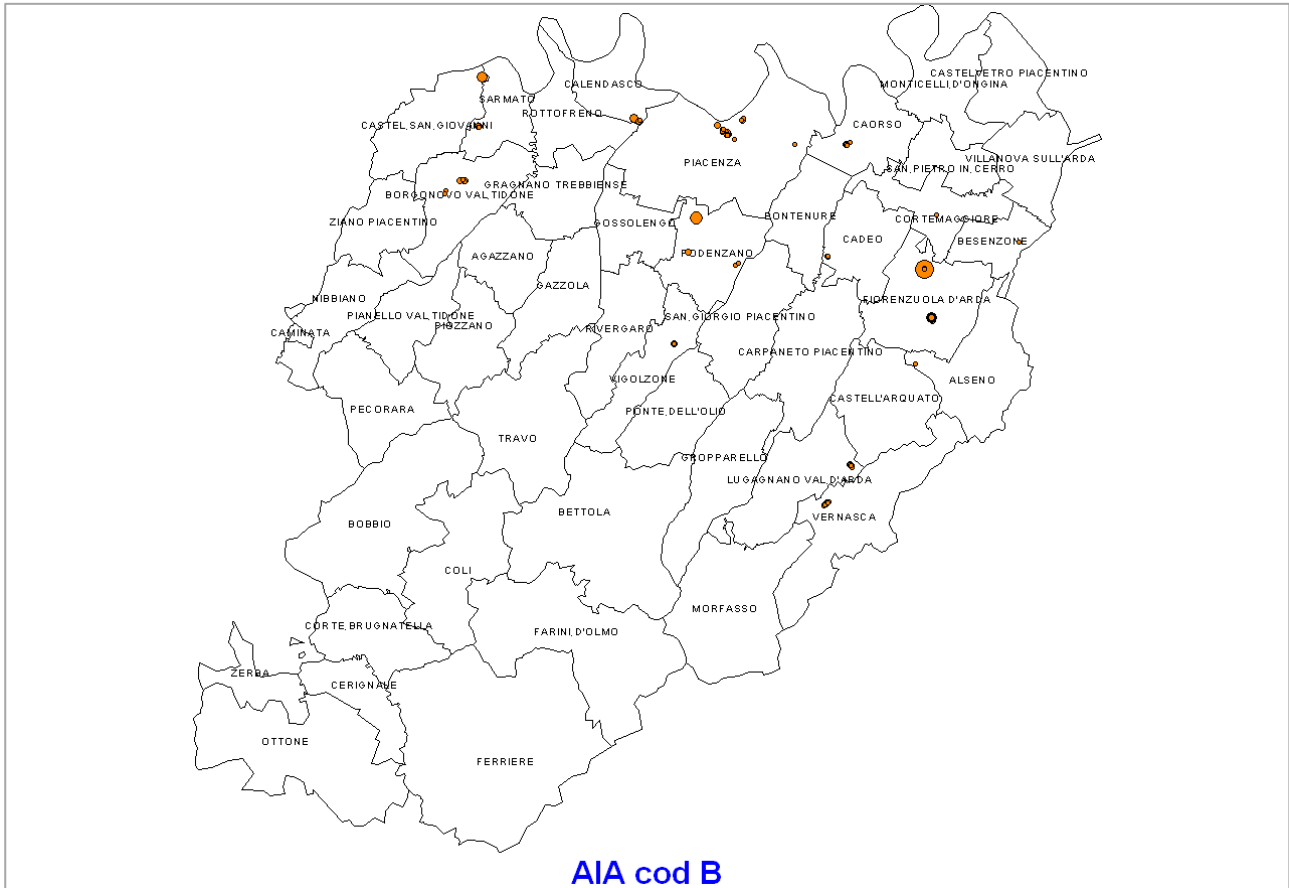 CASTELVETRO PIACENTINO
MONTICELLI,D'ONGINA
CALENDASCO
SARMATO
ROTTOFRENO
CASTEL,SAN,GIOVANNI
CAORSO
PIACENZA
VILLANOVA SULL'ARDA
SAN,PIETRO IN,CERRO
GRAGNANO TREBBIENSE
BORGONOVO VAL,TIDONE
ZIANO PIACENTINO
GOSSOLENGO
PONTENURE
CORTEMAGGIORE
CADEO
BESENZONE
PODENZANO
AGAZZANO
GAZZOLA
NIBBIANO
FIORENZUOLA D'ARDA
PIANELLO VAL,TIDONE
PIOZZANO
SAN,GIORGIO PIACENTINO
CAMINATA
RIVERGARO
CARPANETO PIACENTINO
VIGOLZONE
ALSENO
CASTELL'ARQUATO
PECORARA
PONTE,DELL'OLIO
TRAVO
GROPPARELLO
LUGAGNANO VAL D'ARDA
BETTOLA
VERNASCA
BOBBIO
COLI
MORFASSO
CORTE,BRUGNATELLA
FARINI,D'OLMO
ZERBA
CERIGNALE
OTTONE
FERRIERE
AIA cod B